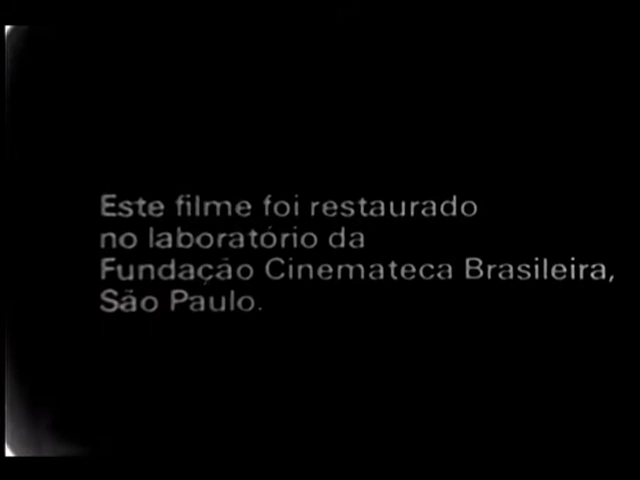 Este filme foi restaurado
no laboratório da
Fundação Cinemateca Brasileira,
São Paulo.